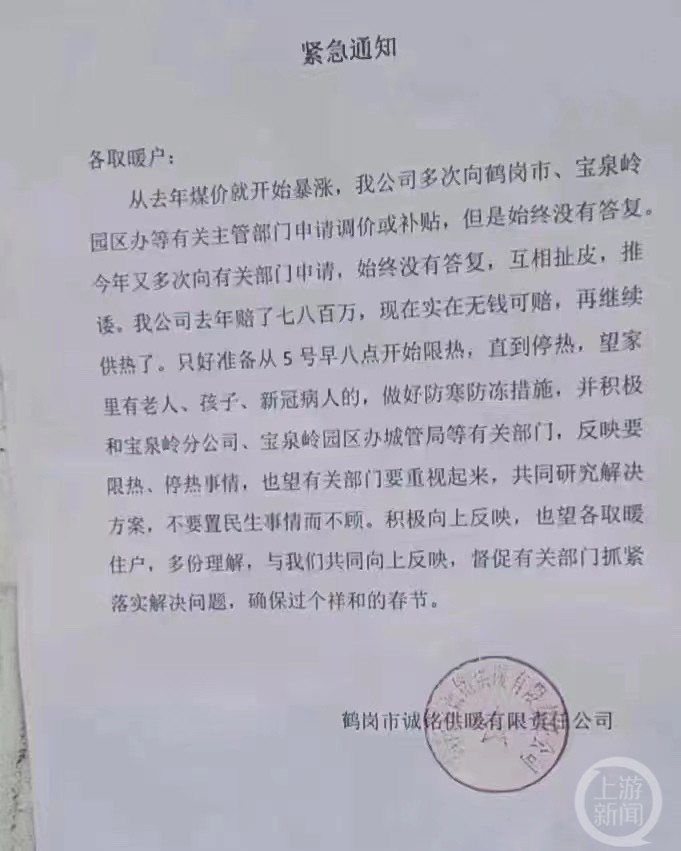 紧急通知
各取暖户：
从去年煤价就开始暴涨，我公司多次向鹤岗市、宝泉岭
园区办等有关主管部门申请调价或补贴，但是始终没有答复。
今年又多次向有关部门申请，始终没有答复，互相扯皮，推
诿。我公司去年赔了七八百万，现在实在无钱可赔，再继续
供热了。只好准备从5号早八点开始限热，直到停热，望家
里有老人、孩子、新冠病人的，做好防寒防冻措施，并积极
和宝泉岭分公司、宝泉岭园区办城管局等有关部门，反映要
限热、停热事情，也望有关部门要重视起来，共同研究解决
方案，不要置民生事情而不顾。积极向上反映，也望各取暖
住户，多份理解，与我们共同向上反映，督促有关部门抓紧
落实解决问题，确保过个祥和的春节。
鹤岗市诚铭供暖有限责任公司
上游新闻